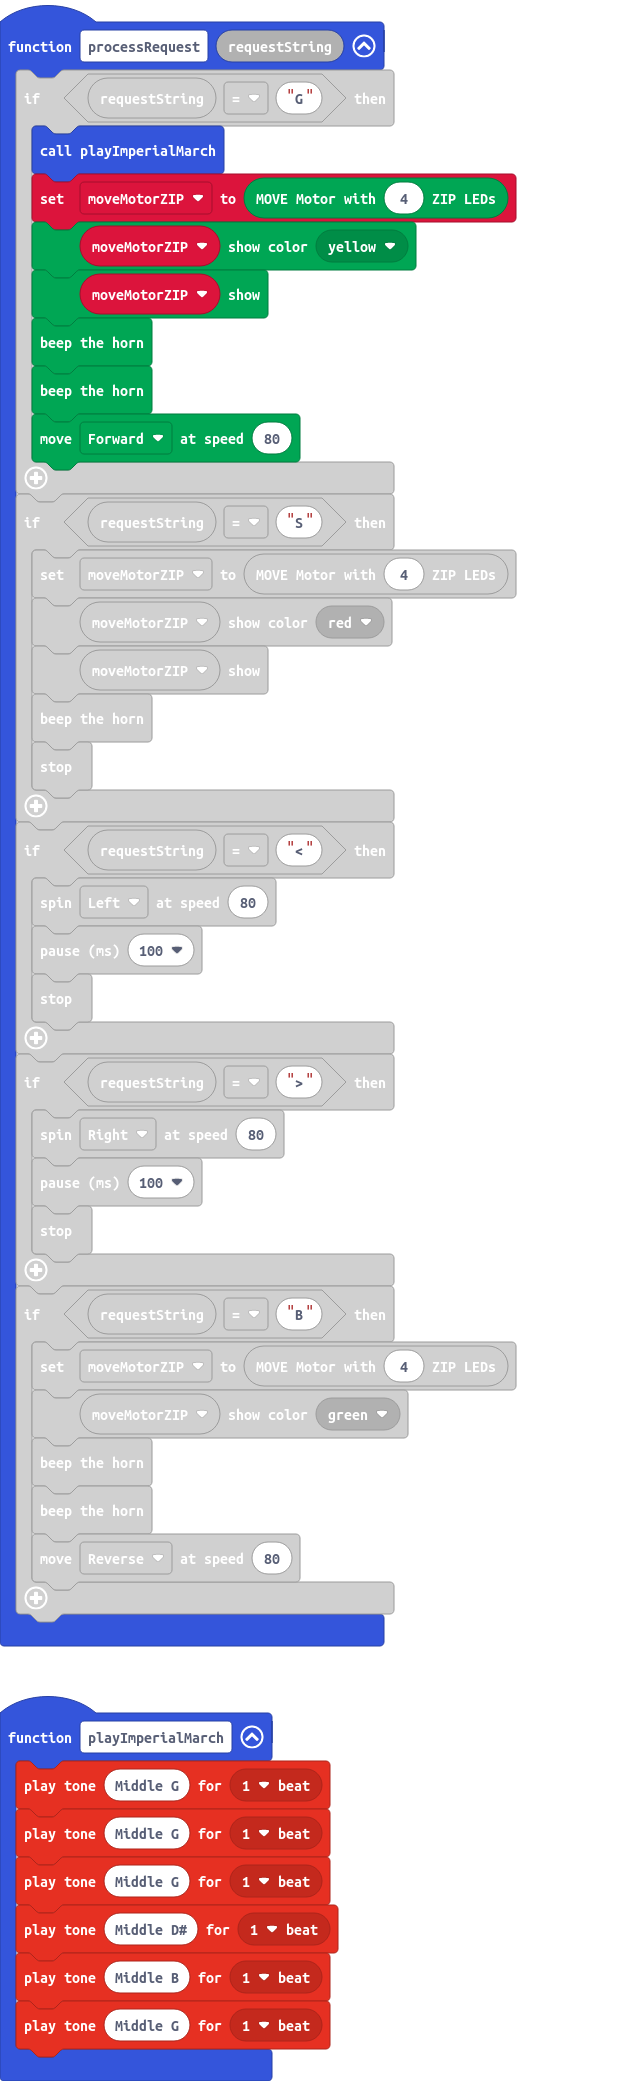 function processRequest requestString
if requestString = "G" then
call playImperialMarch
set moveMotorZIP to MOVE Motor with 4 ZIP LEDs
moveMotorZIP show color yellow
moveMotorZIP show
beep the horn
beep the horn
move Forward at speed 80
if requestString = "S" then
set moveMotorZIP to MOVE Motor with 4 ZIP LEDs
moveMotorZIP show color red
moveMotorZIP show
beep the horn
stop
if requestString = "<" then
spin Left at speed 80
pause (ms) 100
stop
if requestString = ">" then
spin Right at speed 80
pause (ms) 100
stop
if requestString = "B" then
set moveMotorZIP to MOVE Motor with 4 ZIP LEDs
moveMotorZIP show color green
beep the horn
beep the horn
move Reverse at speed 80
function playImperialMarch
play tone Middle G for 1 beat
play tone Middle G for 1 beat
play tone Middle G for 1 beat
play tone Middle D# for 1 beat
play tone Middle B for 1 beat
play tone Middle G for 1 beat